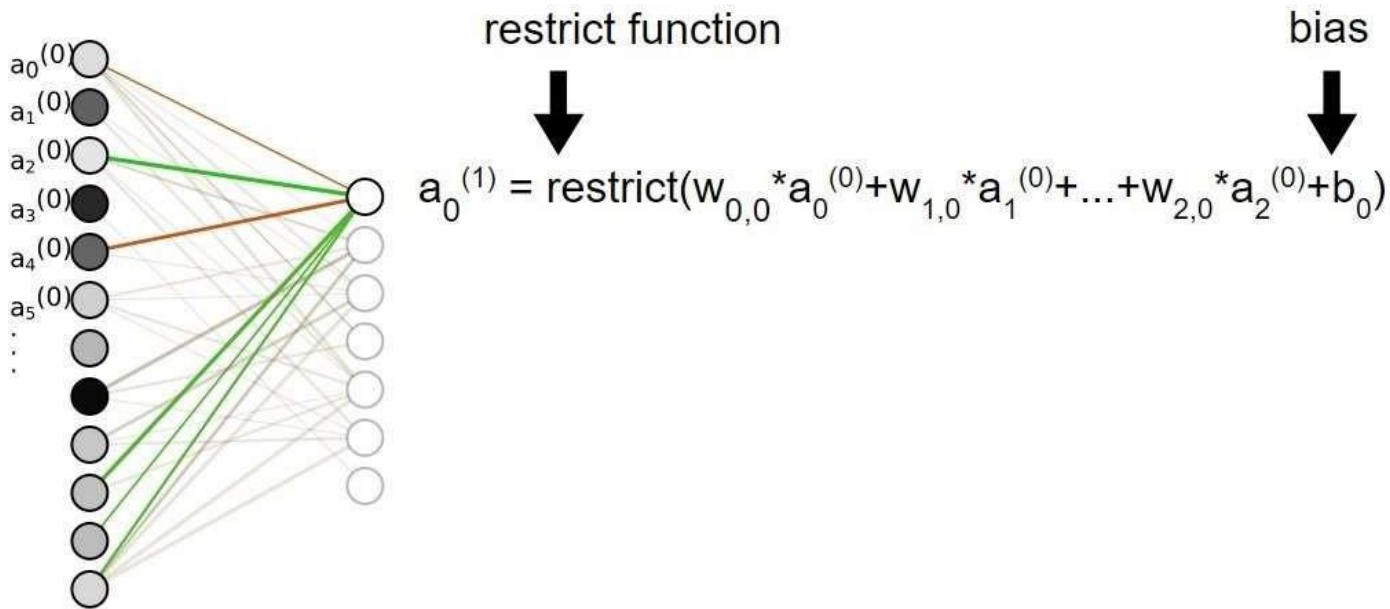 restrict function
bias
a₀⁽⁰⁾
a₁⁽⁰⁾
a₂⁽⁰⁾
a₃⁽⁰⁾
a₄⁽⁰⁾
a₅⁽⁰⁾
.
.
.
a₀⁽¹⁾ = restrict(w₀,₀*a₀⁽⁰⁾+w₁,₀*a₁⁽⁰⁾+...+w₂,₀*a₂⁽⁰⁾+b₀)